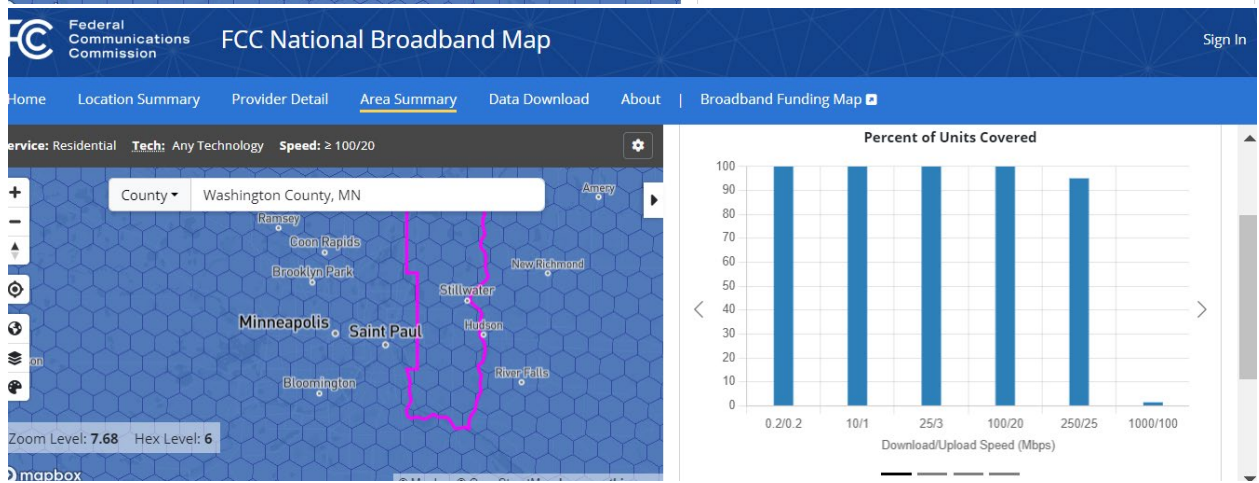 Federal
Communications
Commission
FCC National Broadband Map
Sign In
Home Location Summary Provider Detail Area Summary Data Download About | Broadband Funding Map
Service: Residential Tech: Any Technology Speed: ≥ 100/20
County Washington County, MN
Amery
Ramsey
Coon Rapids
Brooklyn Park
New Richmond
Stillwater
Minneapolis
Saint Paul
Hudson
River Falls
Bloomington
Zoom Level: 7.68 Hex Level: 6
mapbox
Percent of Units Covered
100
90
80
70
60
50
40
30
20
10
0
0.2/0.2 10/1 25/3 100/20 250/25 1000/100
Download/Upload Speed (Mbps)